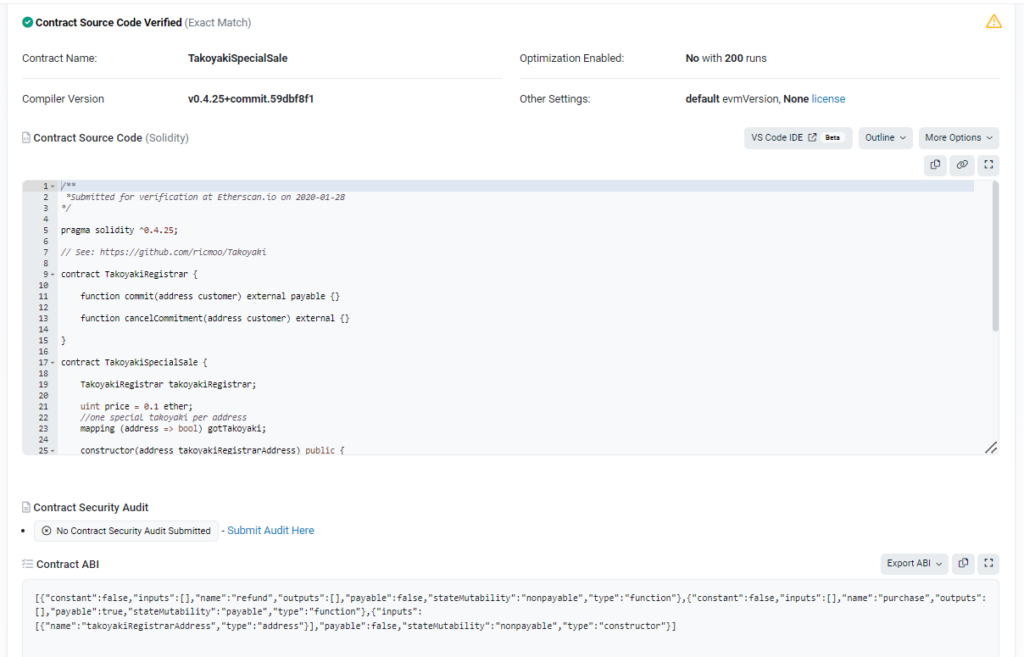 Contract Source Code Verified (Exact Match)
Contract Name: TakoyakiSpecialSale Optimization Enabled: No with 200 runs
Compiler Version v0.4.25+commit.59dbf8f1 Other Settings: default evmVersion, None license
Contract Source Code (Solidity) VS Code IDE Beta Outline More Options
1 /**
2 *Submitted for verification at Etherscan.io on 2020-01-28
3 */
4
5 pragma solidity ^0.4.25;
6
7 // See: https://github.com/ricmoo/Takoyaki
8
9 contract TakoyakiRegistrar {
10
11 function commit(address customer) external payable {}
12
13 function cancelCommitment(address customer) external {}
14
15 }
16
17 contract TakoyakiSpecialSale {
18
19 TakoyakiRegistrar takoyakiRegistrar;
20
21 uint price = 0.1 ether;
22 //one special takoyaki per address
23 mapping (address => bool) gotTakoyaki;
24
25 constructor(address takoyakiRegistrarAddress) public {
Contract Security Audit
No Contract Security Audit Submitted - Submit Audit Here
Contract ABI Export ABI
[{"constant":false,"inputs":[],"name":"refund","outputs":[],"payable":false,"stateMutability":"nonpayable","type":"function"},{"constant":false,"inputs":[],"name":"purchase","outputs":
[],"payable":true,"stateMutability":"payable","type":"function"},{"inputs":
[{"name":"takoyakiRegistrarAddress","type":"address"}],"payable":false,"stateMutability":"nonpayable","type":"constructor"}]